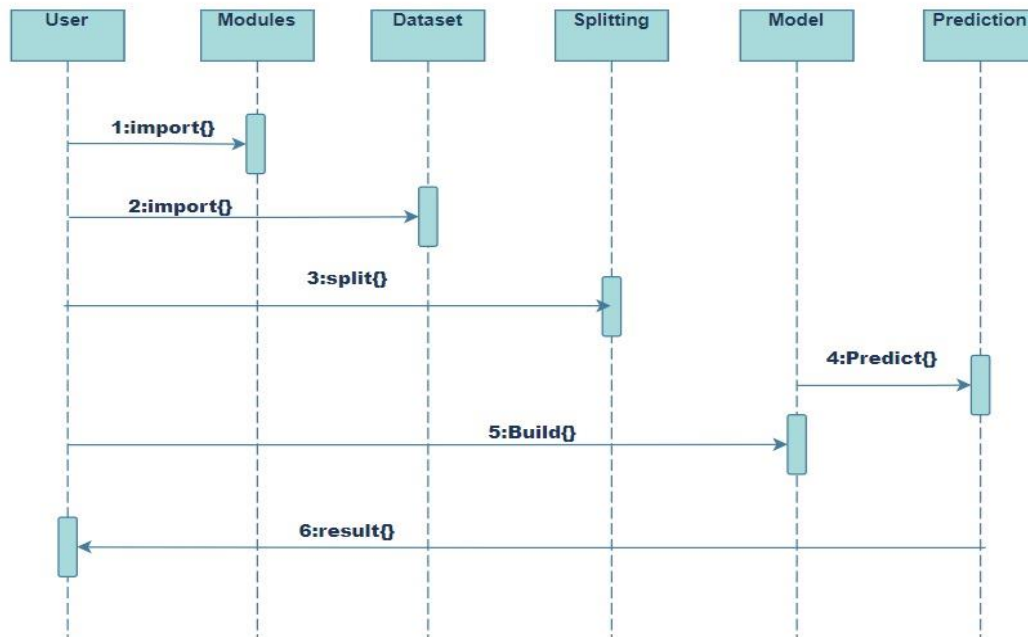 User
Modules
Dataset
Splitting
Model
Prediction
1:import{}
2:import{}
3:split{}
4:Predict{}
5:Build{}
6:result{}